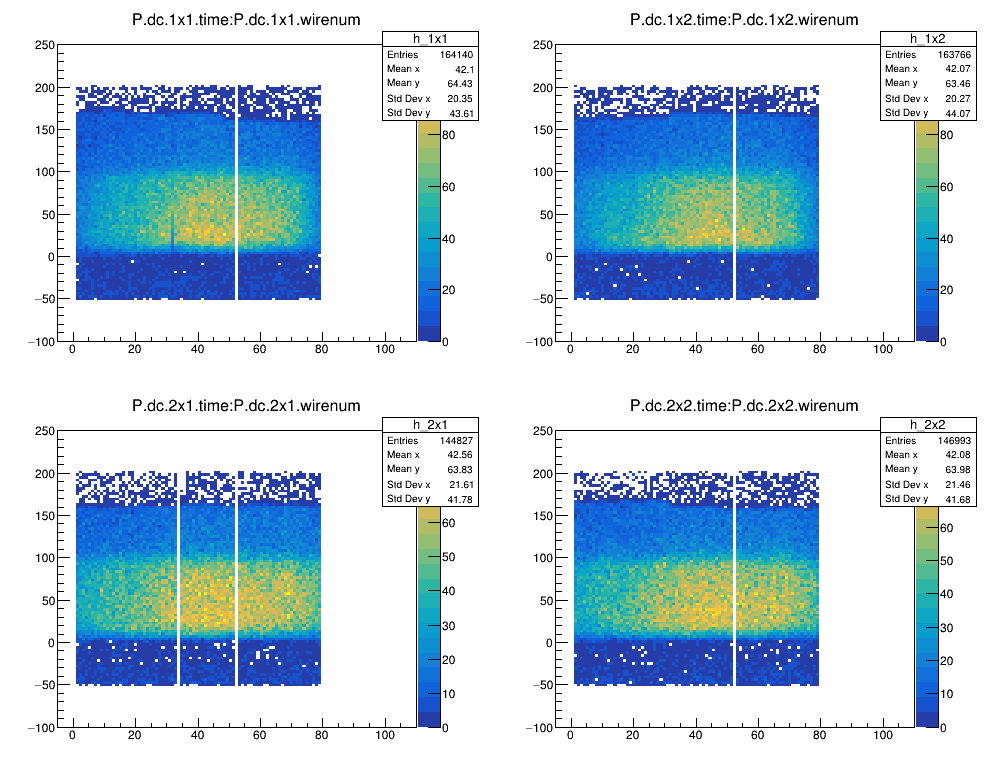 P.dc.1x1.time:P.dc.1x1.wirenum
h_1x1
Entries 164140
Mean x 42.1
Mean y 64.43
Std Dev x 20.35
Std Dev y 43.61
250
200
150
100
50
0
−50
−100
0 20 40 60 80 100
80
60
40
20
0
P.dc.1x2.time:P.dc.1x2.wirenum
h_1x2
Entries 163766
Mean x 42.07
Mean y 63.46
Std Dev x 20.27
Std Dev y 44.07
250
200
150
100
50
0
−50
−100
0 20 40 60 80 100
80
60
40
20
0
P.dc.2x1.time:P.dc.2x1.wirenum
h_2x1
Entries 144827
Mean x 42.56
Mean y 63.83
Std Dev x 21.61
Std Dev y 41.78
250
200
150
100
50
0
−50
−100
0 20 40 60 80 100
60
50
40
30
20
10
0
P.dc.2x2.time:P.dc.2x2.wirenum
h_2x2
Entries 146993
Mean x 42.08
Mean y 63.98
Std Dev x 21.46
Std Dev y 41.68
250
200
150
100
50
0
−50
−100
0 20 40 60 80 100
60
50
40
30
20
10
0